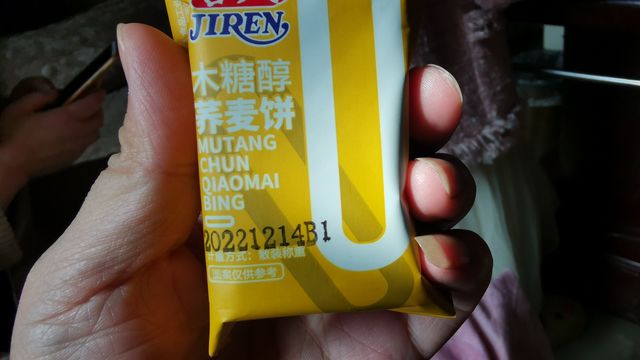 JIREN
木糖醇
荞麦饼
MUTANG
CHUN
QIAOMAI
BING
20221214B1
计量方式：散装称重
图案仅供参考